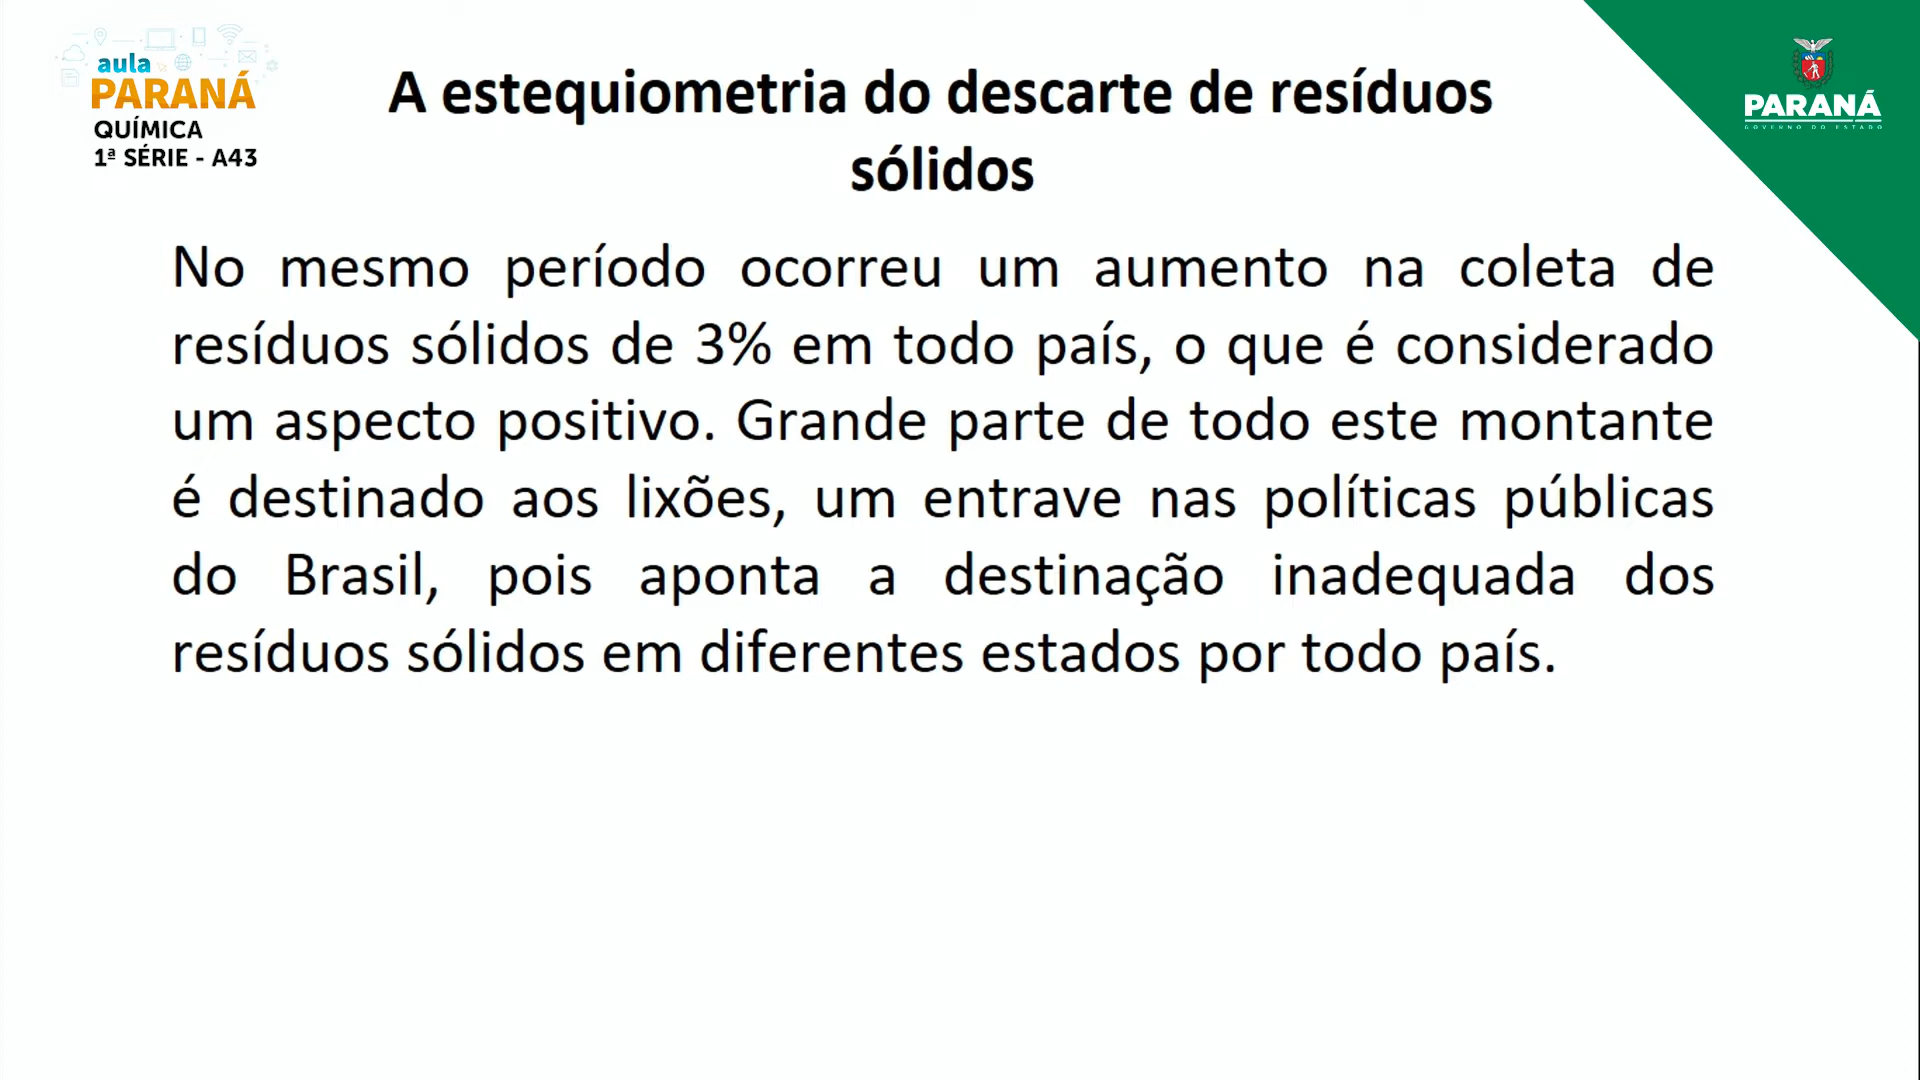 aula
PARANÁ
QUÍMICA
1ª SÉRIE - A43
A estequiometria do descarte de resíduos
sólidos
PARANÁ
GOVERNO DO ESTADO
No mesmo período ocorreu um aumento na coleta de
resíduos sólidos de 3% em todo país, o que é considerado
um aspecto positivo. Grande parte de todo este montante
é destinado aos lixões, um entrave nas políticas públicas
do Brasil, pois aponta a destinação inadequada dos
resíduos sólidos em diferentes estados por todo país.